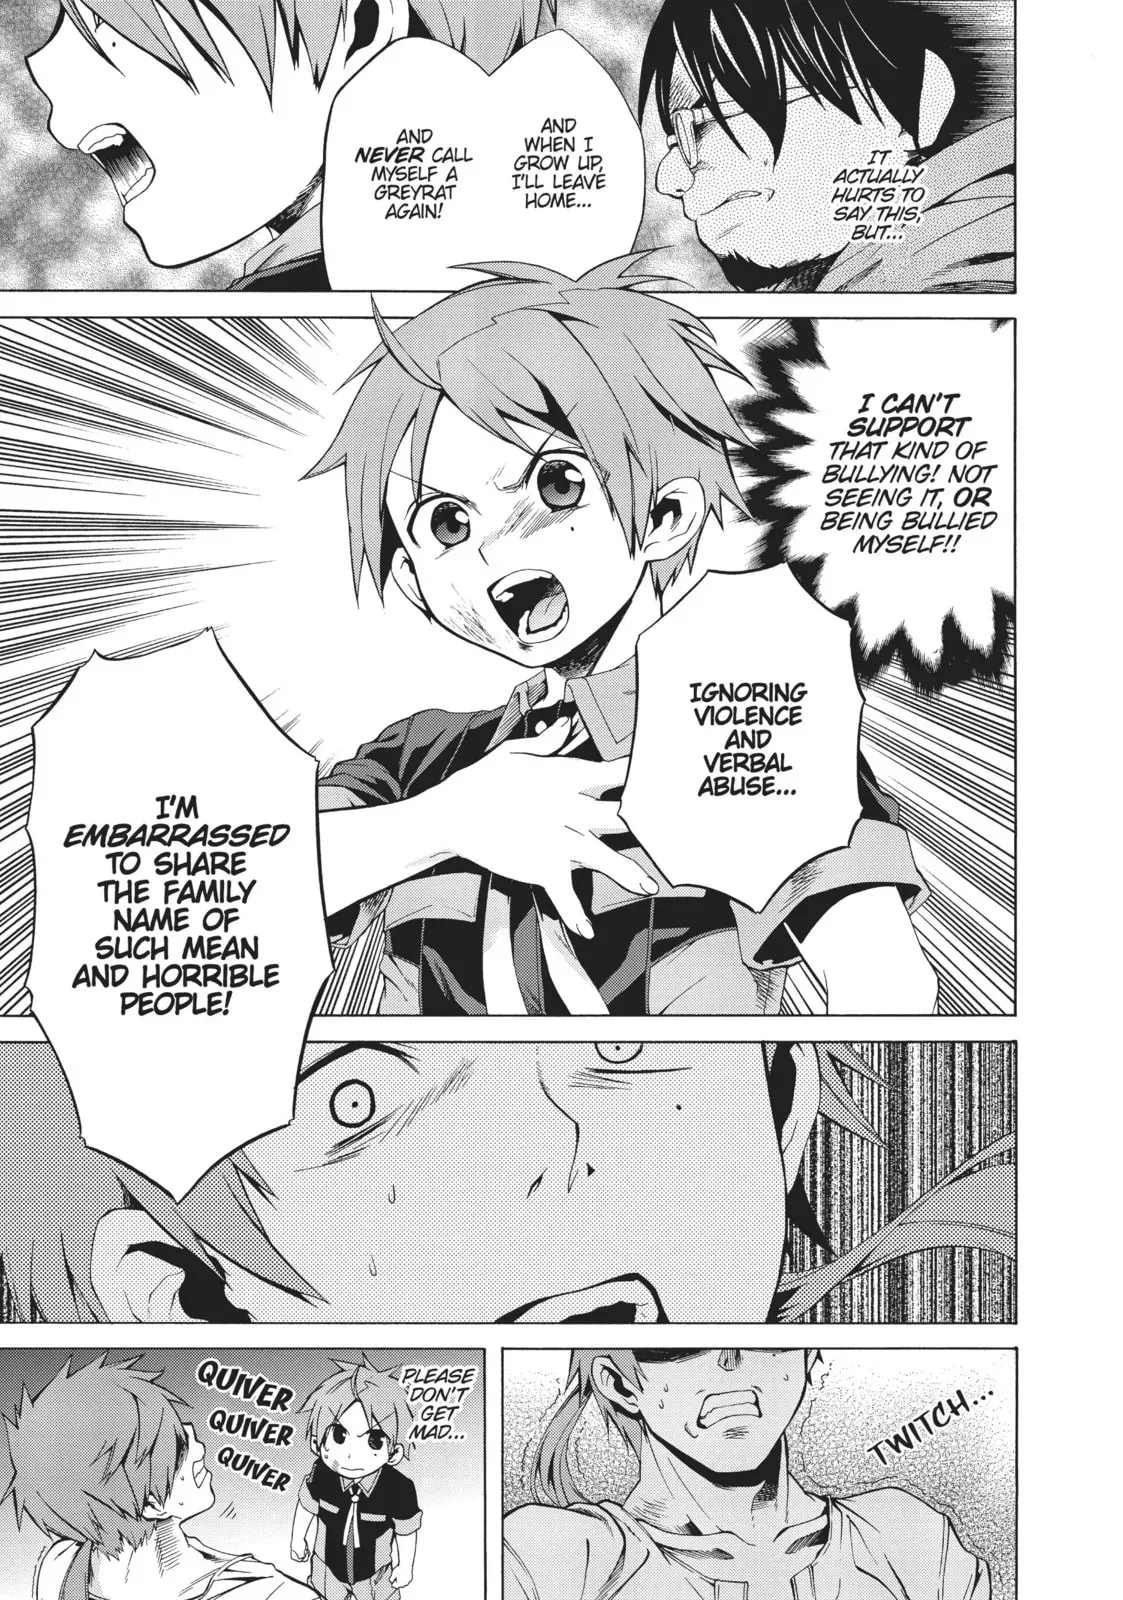 IT
ACTUALLY
HURTS TO
SAY THIS,
BUT...
AND
WHEN I
GROW UP,
I'LL LEAVE
HOME...
AND
NEVER CALL
MYSELF A
GREYRAT
AGAIN!
I CAN'T
SUPPORT
THAT KIND OF
BULLYING! NOT
SEEING IT, OR
BEING BULLIED
MYSELF!!
IGNORING
VIOLENCE
AND
VERBAL
ABUSE...
I'M
EMBARRASSED
TO SHARE
THE FAMILY
NAME OF
SUCH MEAN
AND HORRIBLE
PEOPLE!
TWITCH...
PLEASE
DON'T
GET
MAD...
QUIVER
QUIVER
QUIVER